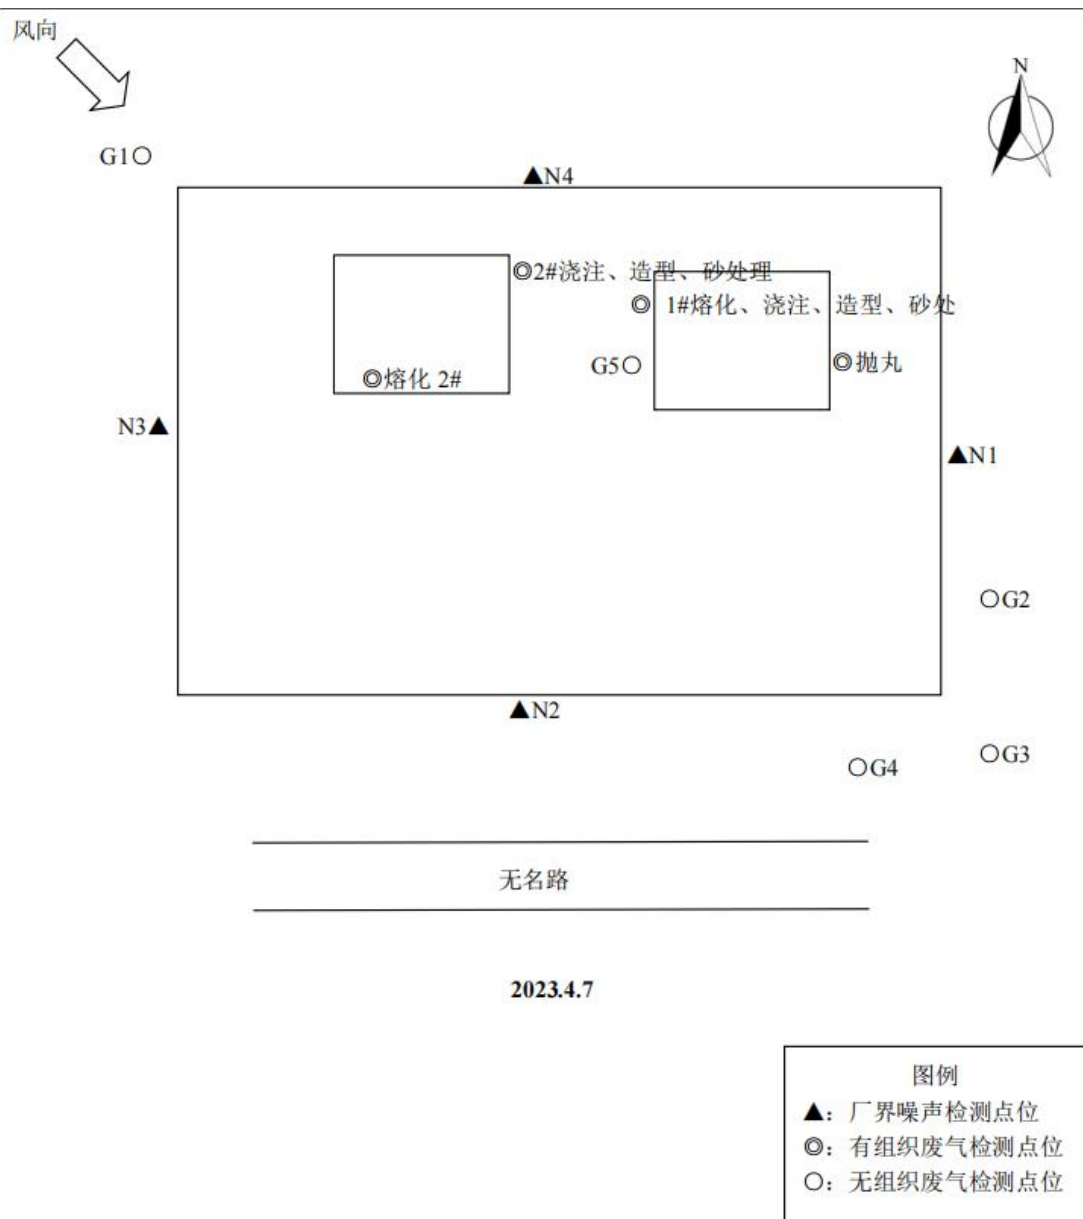 风向
N
G1
N4
2#浇注、造型、砂处理
1#熔化、浇注、造型、砂处
G5
抛丸
熔化 2#
N3
N1
G2
N2
G3
G4
无名路
2023.4.7
图例
▲：厂界噪声检测点位
◎：有组织废气检测点位
○：无组织废气检测点位